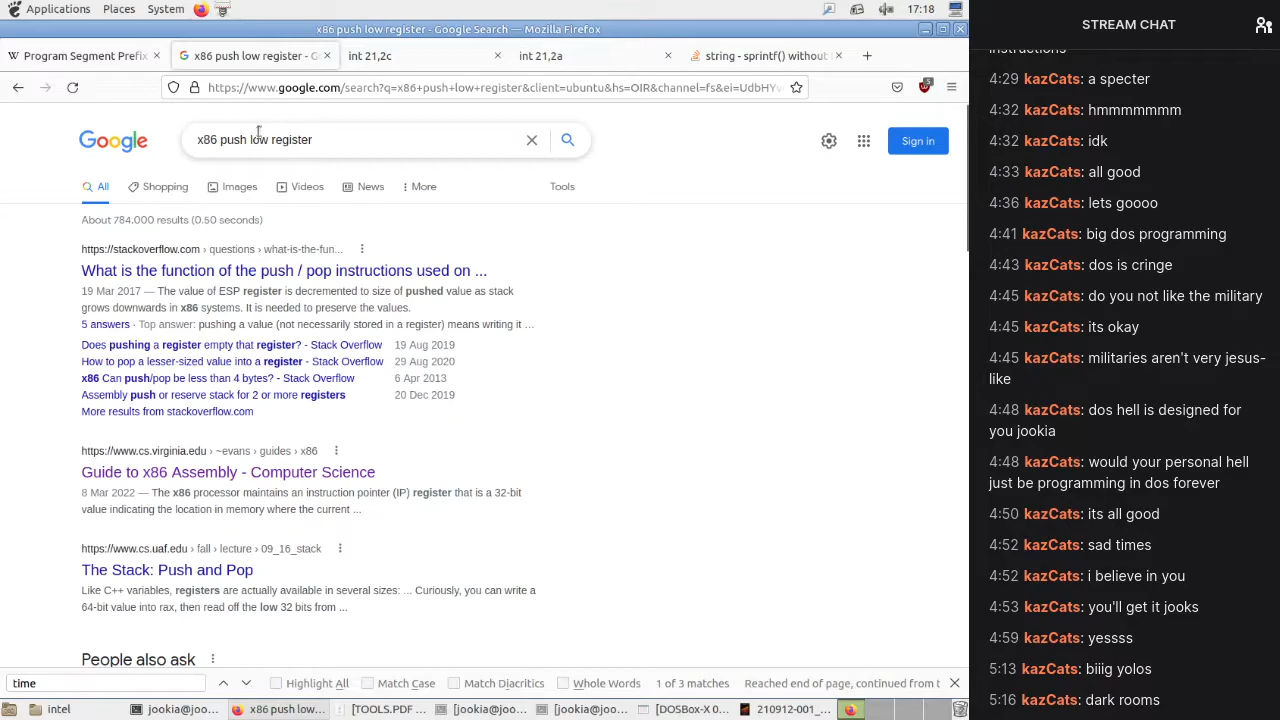 Applications Places System
17:18
x86 push low register - Google Search — Mozilla Firefox
Program Segment Prefix
x86 push low register - G
int 21,2c
int 21,2a
string - sprintf() without
https://www.google.com/search?q=x86+push+low+register&client=ubuntu&hs=OIR&channel=fs&ei=UdbHYv
5
Google
x86 push low register
Sign in
All
Shopping
Images
Videos
News
More
Tools
About 784.000 results (0.50 seconds)
https://stackoverflow.com › questions › what-is-the-fun...
What is the function of the push / pop instructions used on ...
19 Mar 2017 — The value of ESP register is decremented to size of pushed value as stack
grows downwards in x86 systems. It is needed to preserve the values.
5 answers · Top answer: pushing a value (not necessarily stored in a register) means writing it ...
Does pushing a register empty that register? - Stack Overflow 19 Aug 2019
How to pop a lesser-sized value into a register - Stack Overflow 29 Aug 2020
x86 Can push/pop be less than 4 bytes? - Stack Overflow 6 Apr 2013
Assembly push or reserve stack for 2 or more registers 20 Dec 2019
More results from stackoverflow.com
https://www.cs.virginia.edu › ~evans › guides › x86
Guide to x86 Assembly - Computer Science
8 Mar 2022 — The x86 processor maintains an instruction pointer (IP) register that is a 32-bit
value indicating the location in memory where the current ...
https://www.cs.uaf.edu › fall › lecture › 09_16_stack
The Stack: Push and Pop
Like C++ variables, registers are actually available in several sizes: ... Curiously, you can write a
64-bit value into rax, then read off the low 32 bits from ...
People also ask
time
Highlight All
Match Case
Match Diacritics
Whole Words
1 of 3 matches
Reached end of page, continued from t
intel
jookia@joo...
x86 push low...
[TOOLS.PDF ...
[jookia@joo...
[jookia@joo...
[DOSBox-X 0...
210912-001_...
STREAM CHAT
instructions
4:29 kazCats: a specter
4:32 kazCats: hmmmmmmm
4:32 kazCats: idk
4:33 kazCats: all good
4:36 kazCats: lets goooo
4:41 kazCats: big dos programming
4:43 kazCats: dos is cringe
4:45 kazCats: do you not like the military
4:45 kazCats: its okay
4:45 kazCats: militaries aren't very jesus-
like
4:48 kazCats: dos hell is designed for
you jookia
4:48 kazCats: would your personal hell
just be programming in dos forever
4:50 kazCats: its all good
4:52 kazCats: sad times
4:52 kazCats: i believe in you
4:53 kazCats: you'll get it jooks
4:59 kazCats: yessss
5:13 kazCats: biiig yolos
5:16 kazCats: dark rooms